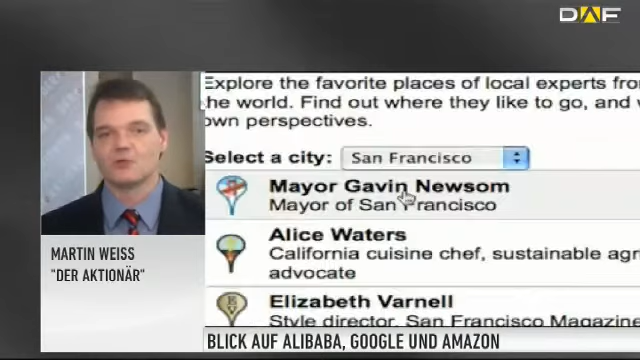 DAF
Explore the favorite places of local experts from
the world. Find out where they like to go, and
own perspectives.
Select a city: San Francisco
Mayor Gavin Newsom
Mayor of San Francisco
Alice Waters
California cuisine chef, sustainable agr
advocate
Elizabeth Varnell
Style director, San Francisco Magazine
MARTIN WEISS
"DER AKTIONÄR"
BLICK AUF ALIBABA, GOOGLE UND AMAZON